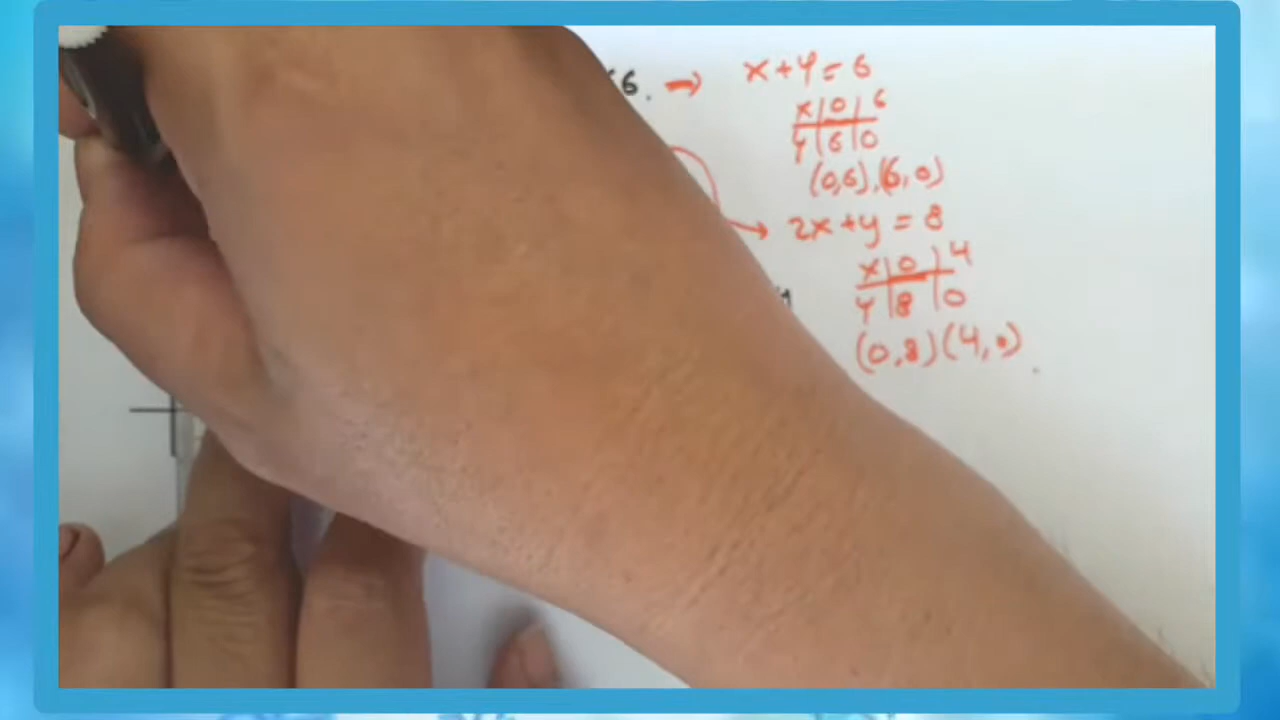 6. → x+y=6
x | 0 | 6
y | 6 | 0
(0,6),(6,0)
→ 2x+y=8
x | 0 | 4
y | 8 | 0
(0,8)(4,0)